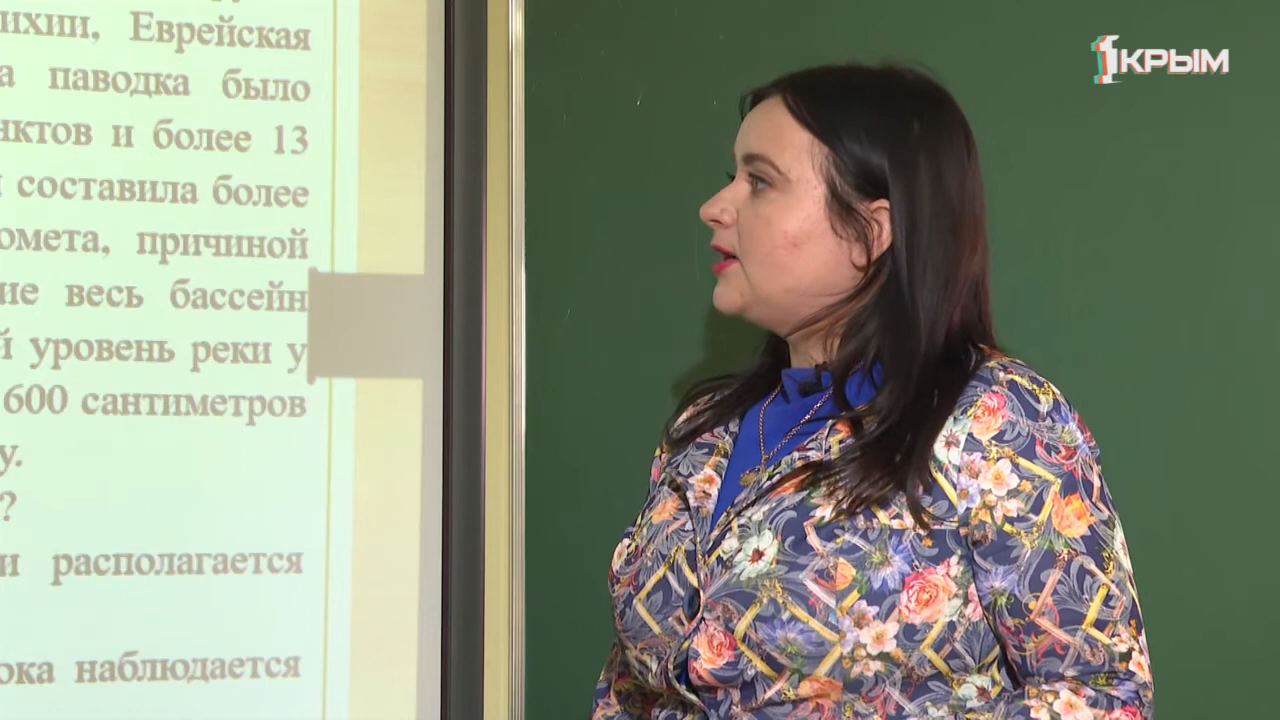 ихии, Еврейская
а паводка было
нктов и более 13
составила более
омета, причиной
ие весь бассейн
й уровень реки у
600 сантиметров
у.
?
и располагается
ока наблюдается
1КРЫМ